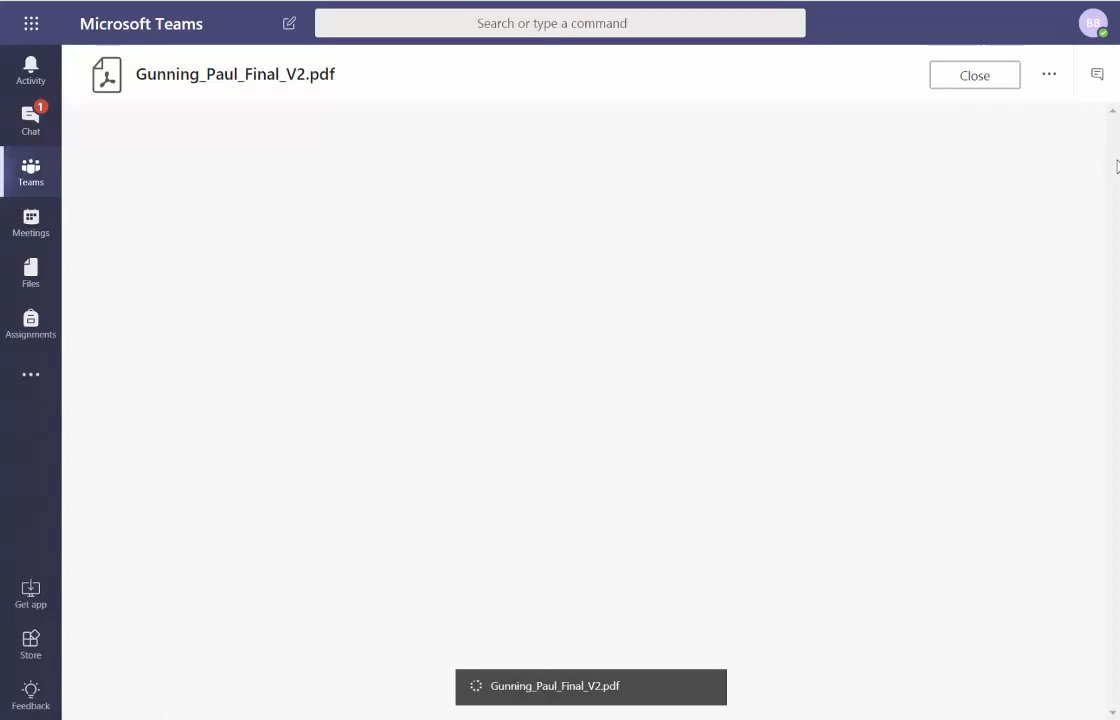 Microsoft Teams
Search or type a command
BB
Activity
1
Chat
Teams
Meetings
Files
Assignments
Get app
Store
Feedback
Gunning_Paul_Final_V2.pdf
Close
Gunning_Paul_Final_V2.pdf